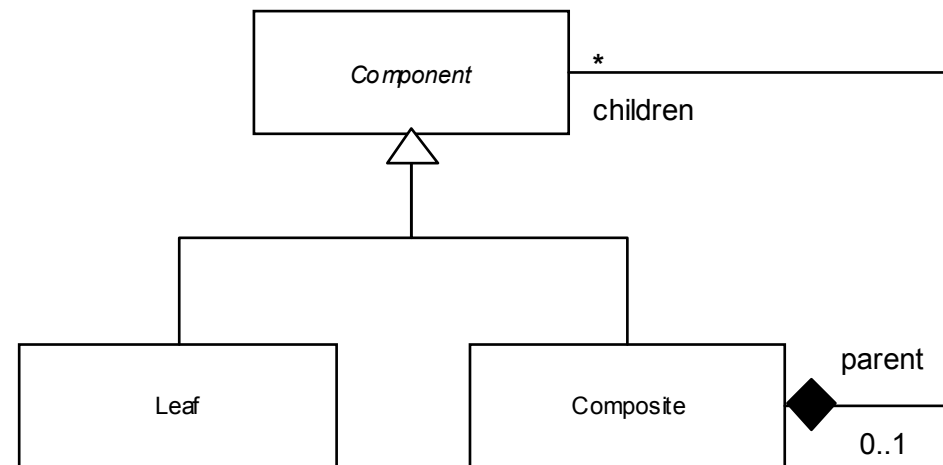 *
Component
children
parent
Leaf
Composite
0..1